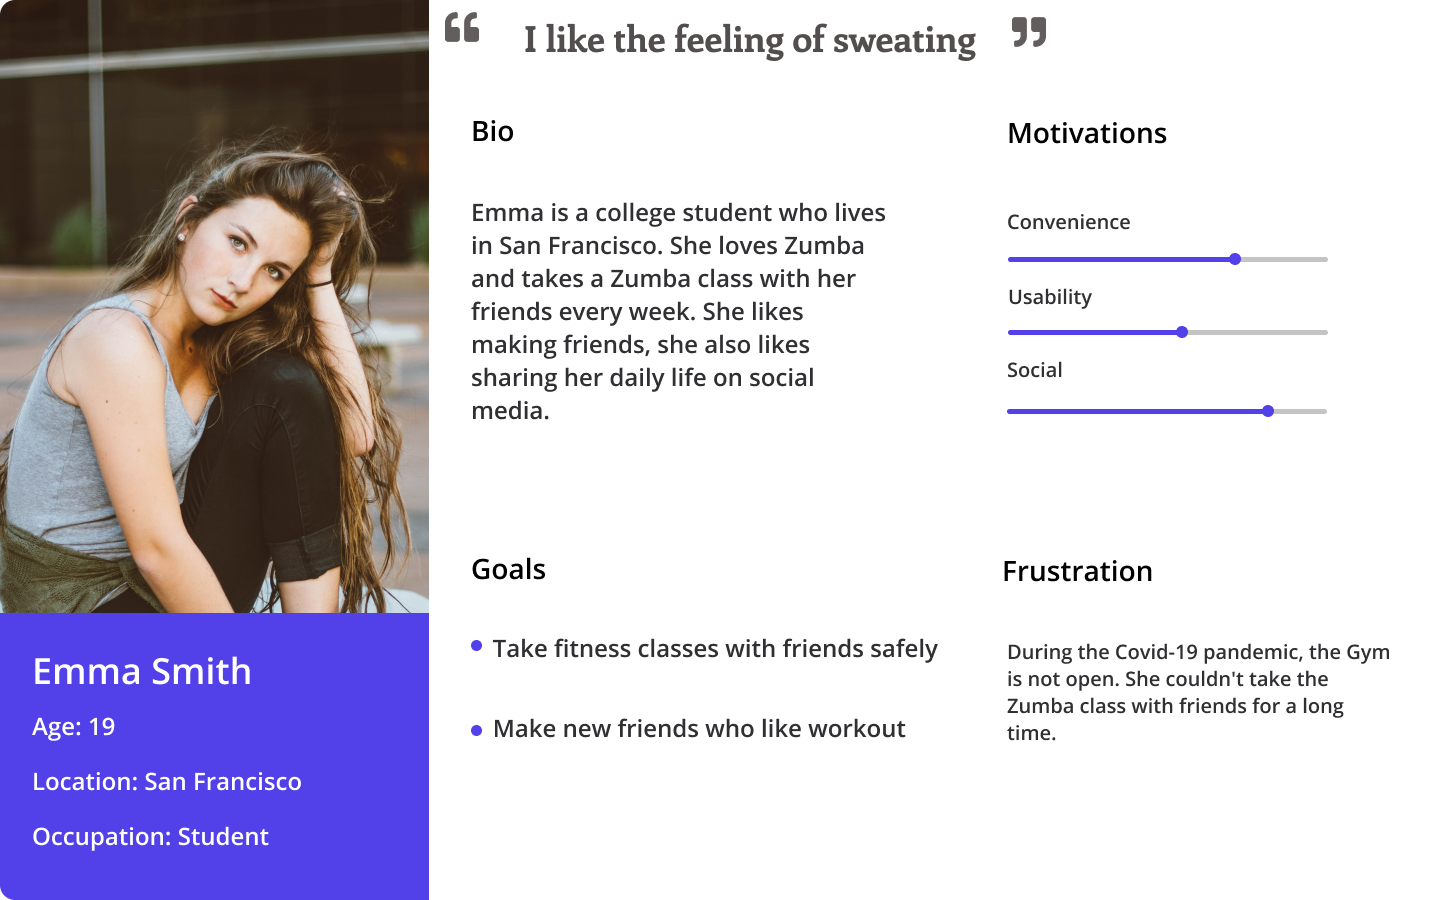 “ I like the feeling of sweating ”
Bio
Emma is a college student who lives
in San Francisco. She loves Zumba
and takes a Zumba class with her
friends every week. She likes
making friends, she also likes
sharing her daily life on social
media.
Motivations
Convenience
Usability
Social
Goals
Take fitness classes with friends safely
Make new friends who like workout
Frustration
During the Covid-19 pandemic, the Gym
is not open. She couldn't take the
Zumba class with friends for a long
time.
Emma Smith
Age: 19
Location: San Francisco
Occupation: Student